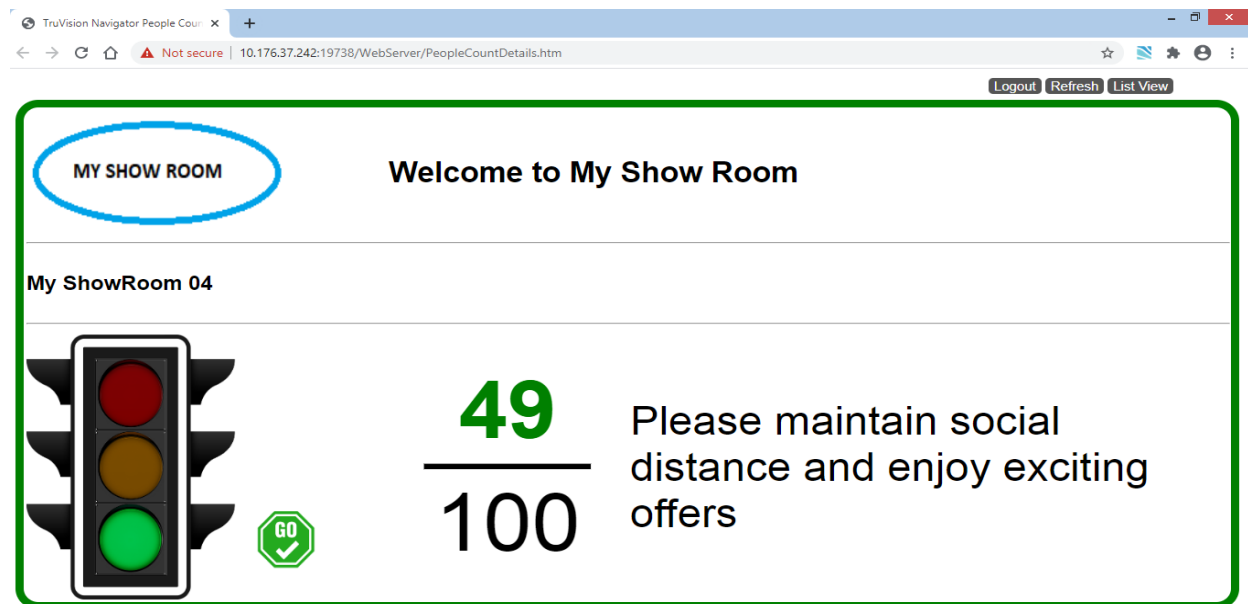 TruVision Navigator People Coun
Not secure | 10.176.37.242:19738/WebServer/PeopleCountDetails.htm
Logout Refresh List View
MY SHOW ROOM
Welcome to My Show Room
My ShowRoom 04
49
100
Please maintain social
distance and enjoy exciting
offers
GO